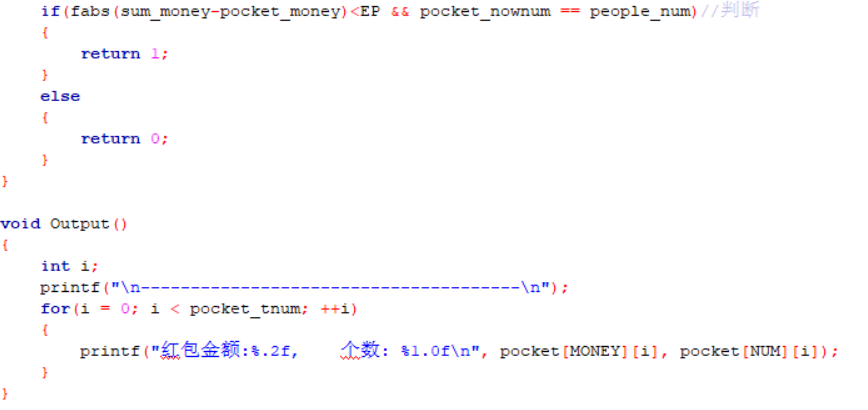 if(fabs(sum_money-pocket_money)<EP && pocket_nownum == people_num)//判断
{
return 1;
}
else
{
return 0;
}
}
void Output()
{
int i;
printf("\n--------------------------------------\n");
for(i = 0; i < pocket_tnum; ++i)
{
printf("红包金额:%.2f,    个数: %1.0f\n", pocket[MONEY][i], pocket[NUM][i]);
}
}